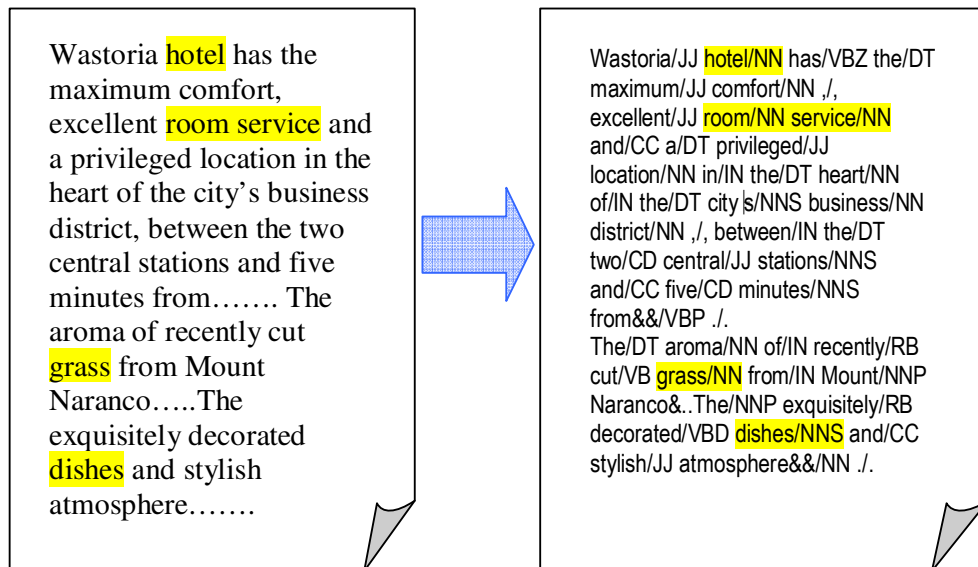 Wastoria hotel has the
maximum comfort,
excellent room service and
a privileged location in the
heart of the city’s business
district, between the two
central stations and five
minutes from……. The
aroma of recently cut
grass from Mount
Naranco…..The
exquisitely decorated
dishes and stylish
atmosphere…….
Wastoria/JJ hotel/NN has/VBZ the/DT
maximum/JJ comfort/NN ,/,
excellent/JJ room/NN service/NN
and/CC a/DT privileged/JJ
location/NN in/IN the/DT heart/NN
of/IN the/DT city s/NNS business/NN
district/NN ,/, between/IN the/DT
two/CD central/JJ stations/NNS
and/CC five/CD minutes/NNS
from&&/VBP ./.
The/DT aroma/NN of/IN recently/RB
cut/VB grass/NN from/IN Mount/NNP
Naranco&..The/NNP exquisitely/RB
decorated/VBD dishes/NNS and/CC
stylish/JJ atmosphere&&/NN ./.